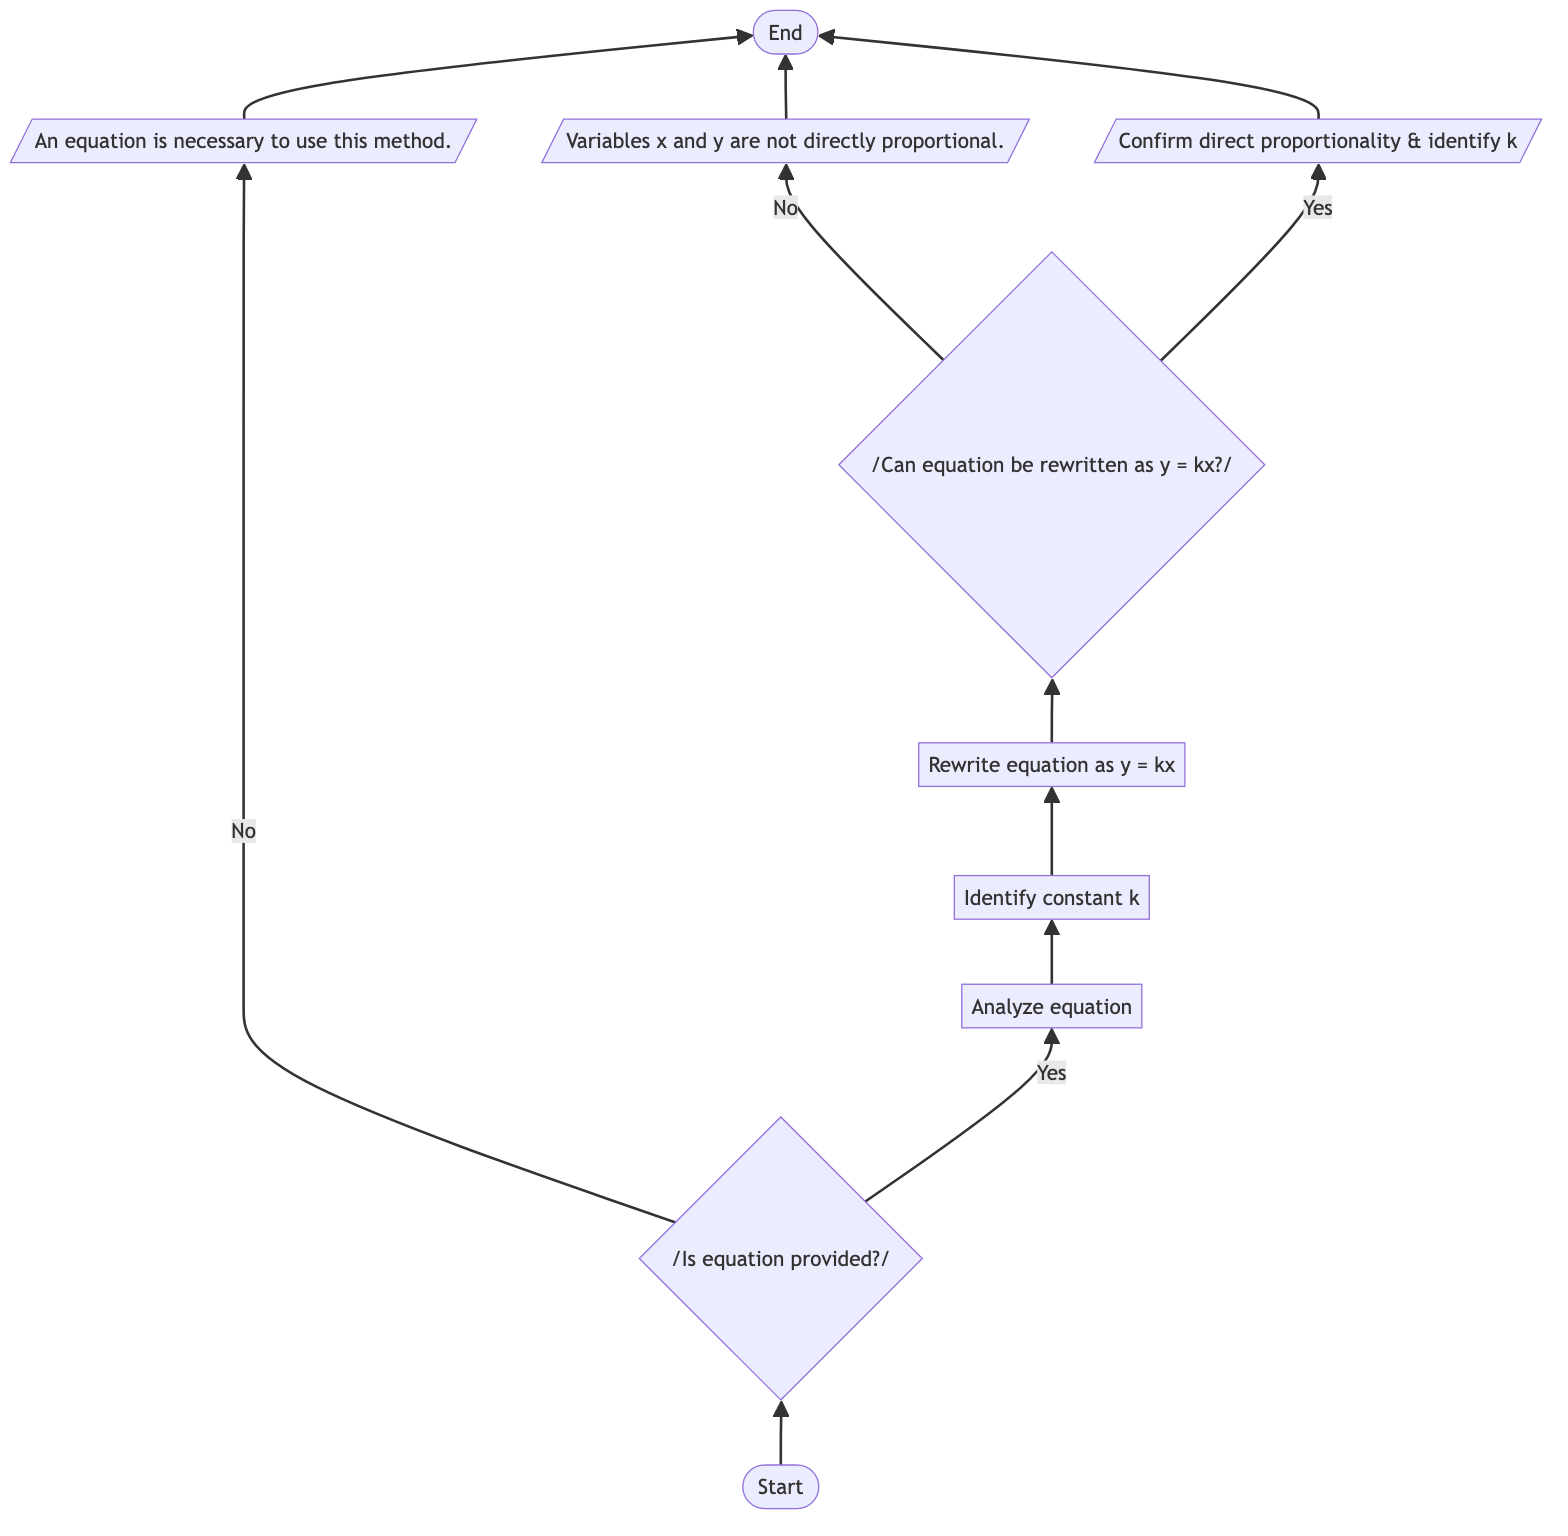 End
An equation is necessary to use this method.
Variables x and y are not directly proportional.
Confirm direct proportionality & identify k
No
Yes
/Can equation be rewritten as y = kx?/
Rewrite equation as y = kx
No
Identify constant k
Analyze equation
Yes
/Is equation provided?/
Start